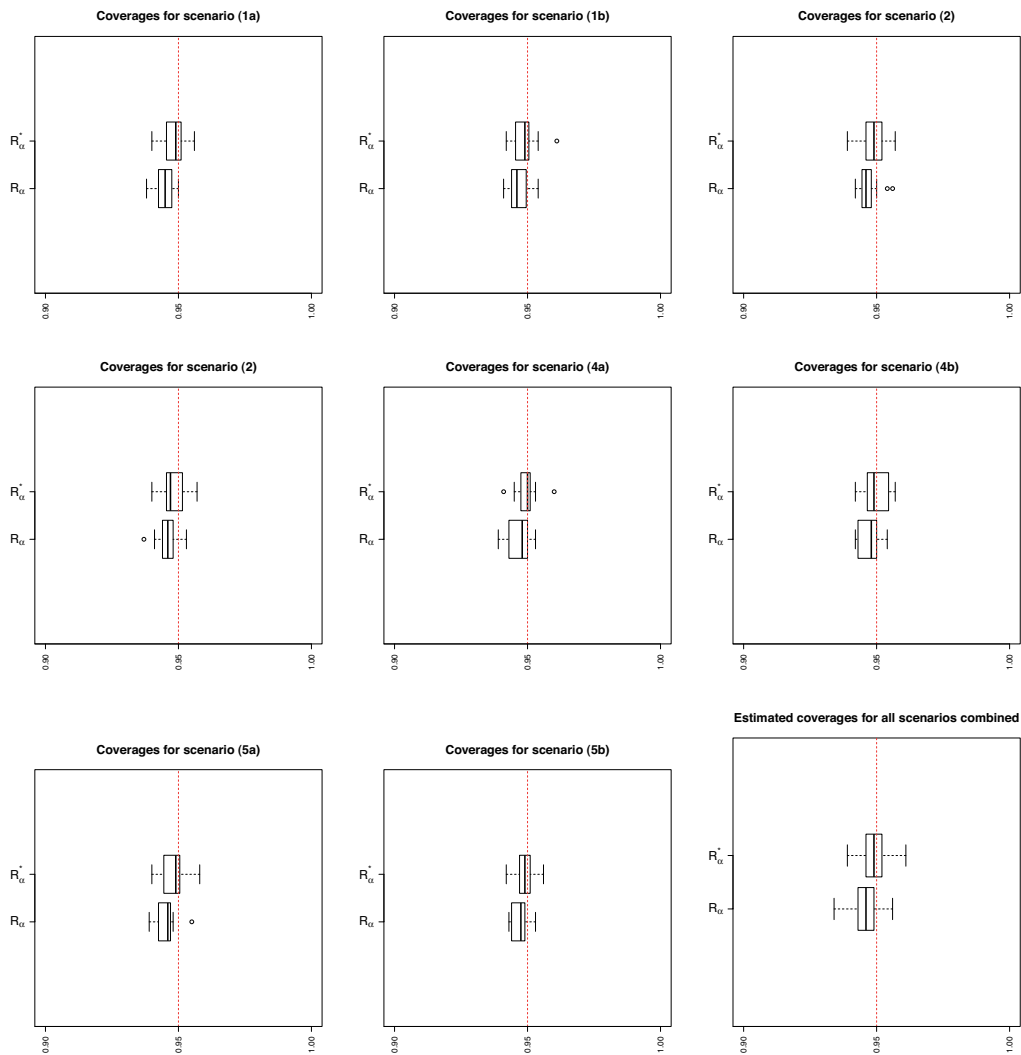 Coverages for scenario (1a)
R*α
Rα
0.90
0.95
1.00
Coverages for scenario (1b)
R*α
Rα
0.90
0.95
1.00
Coverages for scenario (2)
R*α
Rα
0.90
0.95
1.00
Coverages for scenario (2)
R*α
Rα
0.90
0.95
1.00
Coverages for scenario (4a)
R*α
Rα
0.90
0.95
1.00
Coverages for scenario (4b)
R*α
Rα
0.90
0.95
1.00
Coverages for scenario (5a)
R*α
Rα
0.90
0.95
1.00
Coverages for scenario (5b)
R*α
Rα
0.90
0.95
1.00
Estimated coverages for all scenarios combined
R*α
Rα
0.90
0.95
1.00